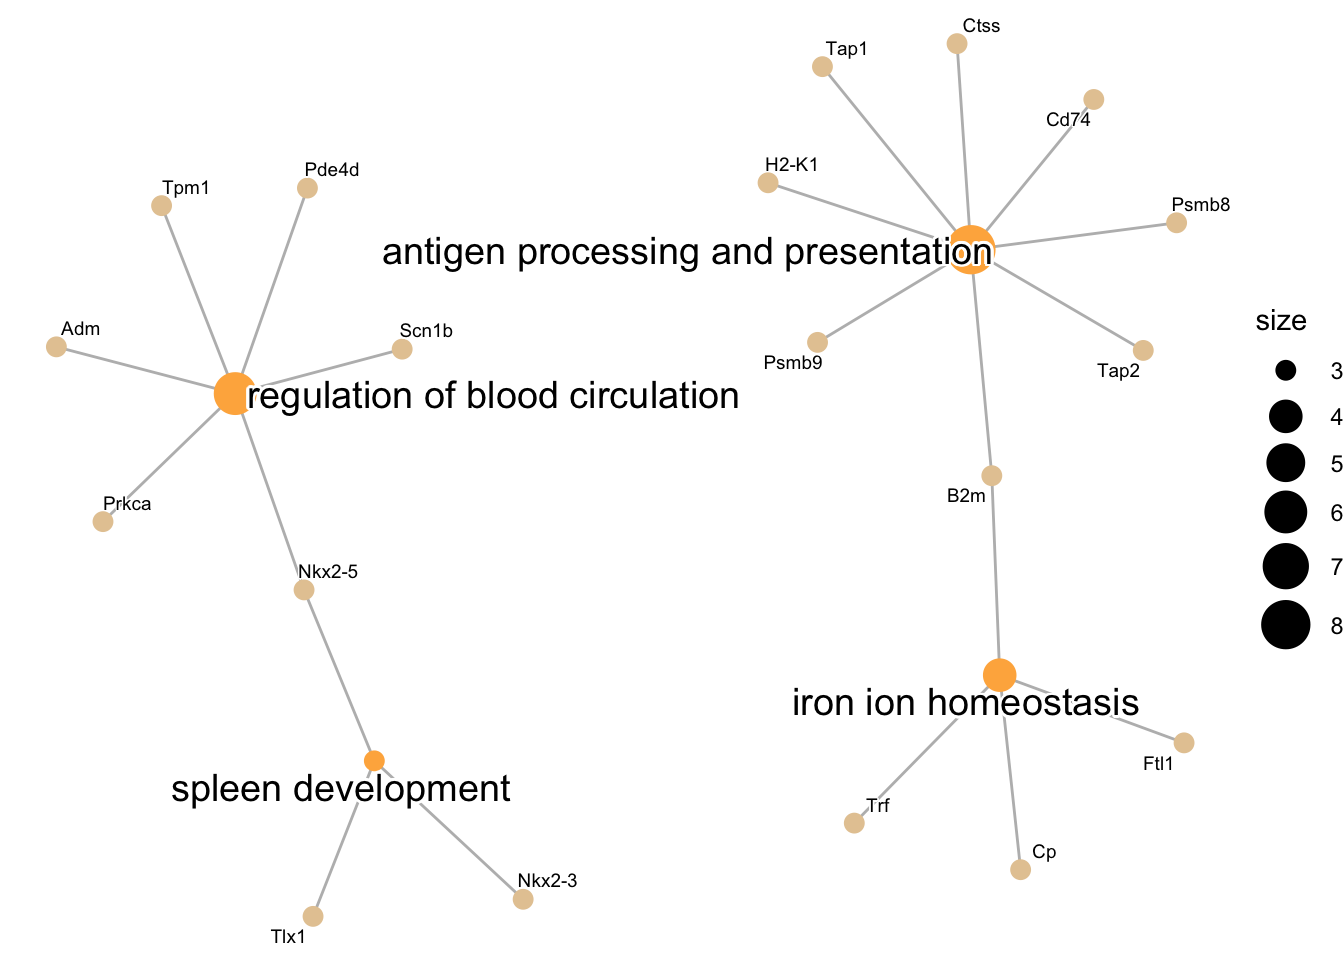 Ctss
Tap1
Cd74
H2-K1
Pde4d
Tpm1
Psmb8
antigen processing and presentation
Adm
Scn1b
Psmb9
Tap2
regulation of blood circulation
B2m
Prkca
Nkx2-5
iron ion homeostasis
Ftl1
spleen development
Trf
Cp
Nkx2-3
Tlx1
size
3
4
5
6
7
8